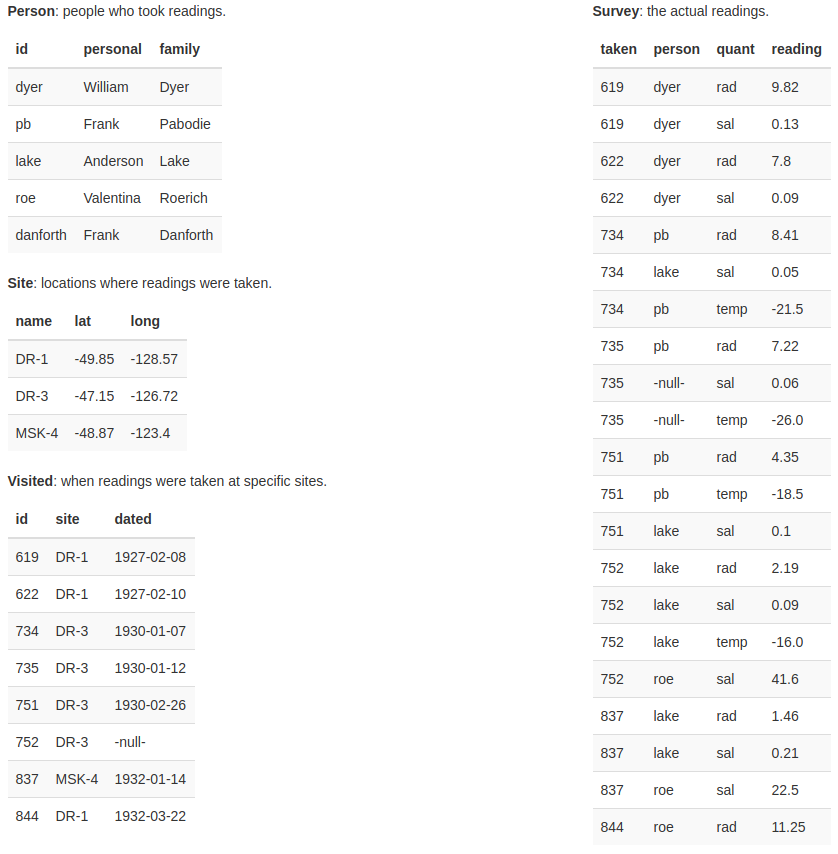 Person: people who took readings.
id personal family
dyer William Dyer
pb Frank Pabodie
lake Anderson Lake
roe Valentina Roerich
danforth Frank Danforth
Site: locations where readings were taken.
name lat long
DR-1 -49.85 -128.57
DR-3 -47.15 -126.72
MSK-4 -48.87 -123.4
Visited: when readings were taken at specific sites.
id site dated
619 DR-1 1927-02-08
622 DR-1 1927-02-10
734 DR-3 1930-01-07
735 DR-3 1930-01-12
751 DR-3 1930-02-26
752 DR-3 -null-
837 MSK-4 1932-01-14
844 DR-1 1932-03-22
Survey: the actual readings.
taken person quant reading
619 dyer rad 9.82
619 dyer sal 0.13
622 dyer rad 7.8
622 dyer sal 0.09
734 pb rad 8.41
734 lake sal 0.05
734 pb temp -21.5
735 pb rad 7.22
735 -null- sal 0.06
735 -null- temp -26.0
751 pb rad 4.35
751 pb temp -18.5
751 lake sal 0.1
752 lake rad 2.19
752 lake sal 0.09
752 lake temp -16.0
752 roe sal 41.6
837 lake rad 1.46
837 lake sal 0.21
837 roe sal 22.5
844 roe rad 11.25